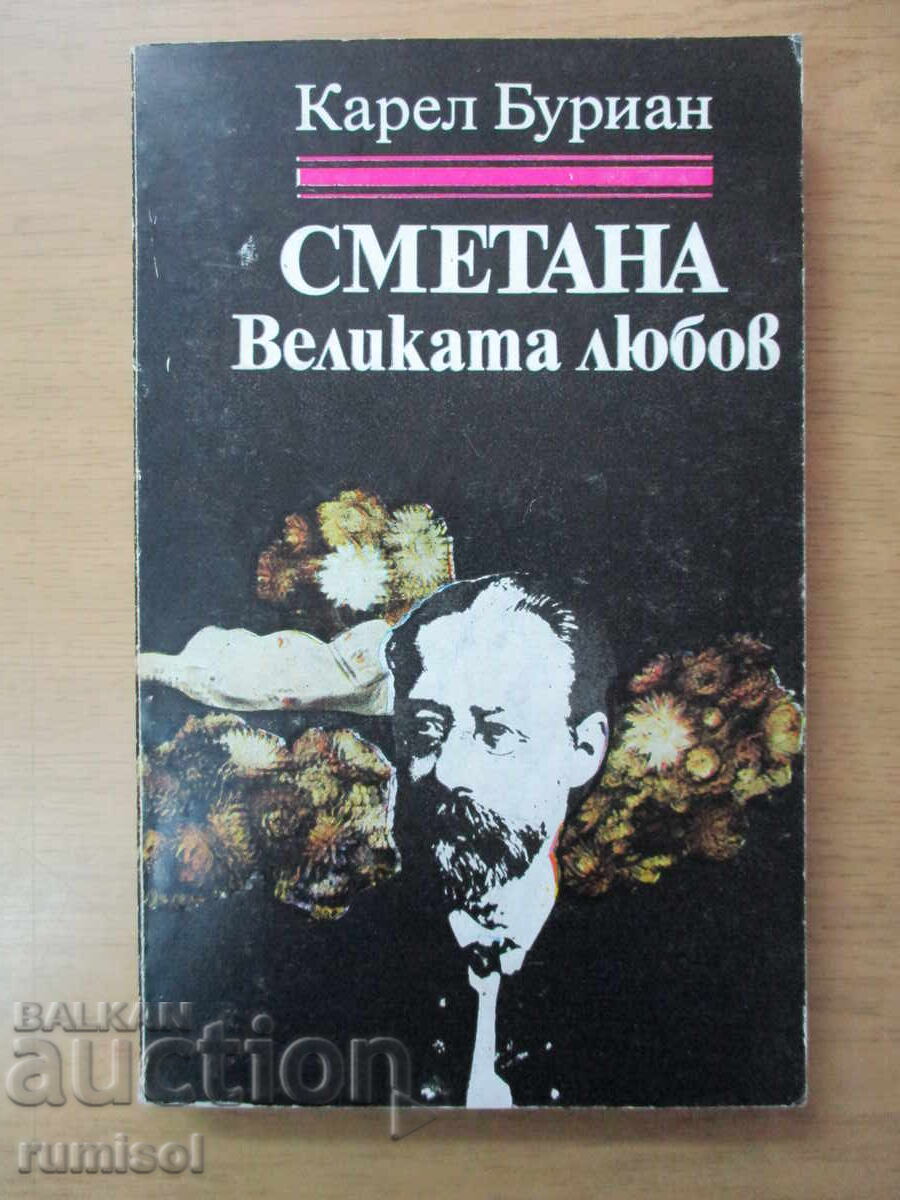 Карел Буриан
СМЕТАНА
Великата любов
BALKAN
auction
rumisol